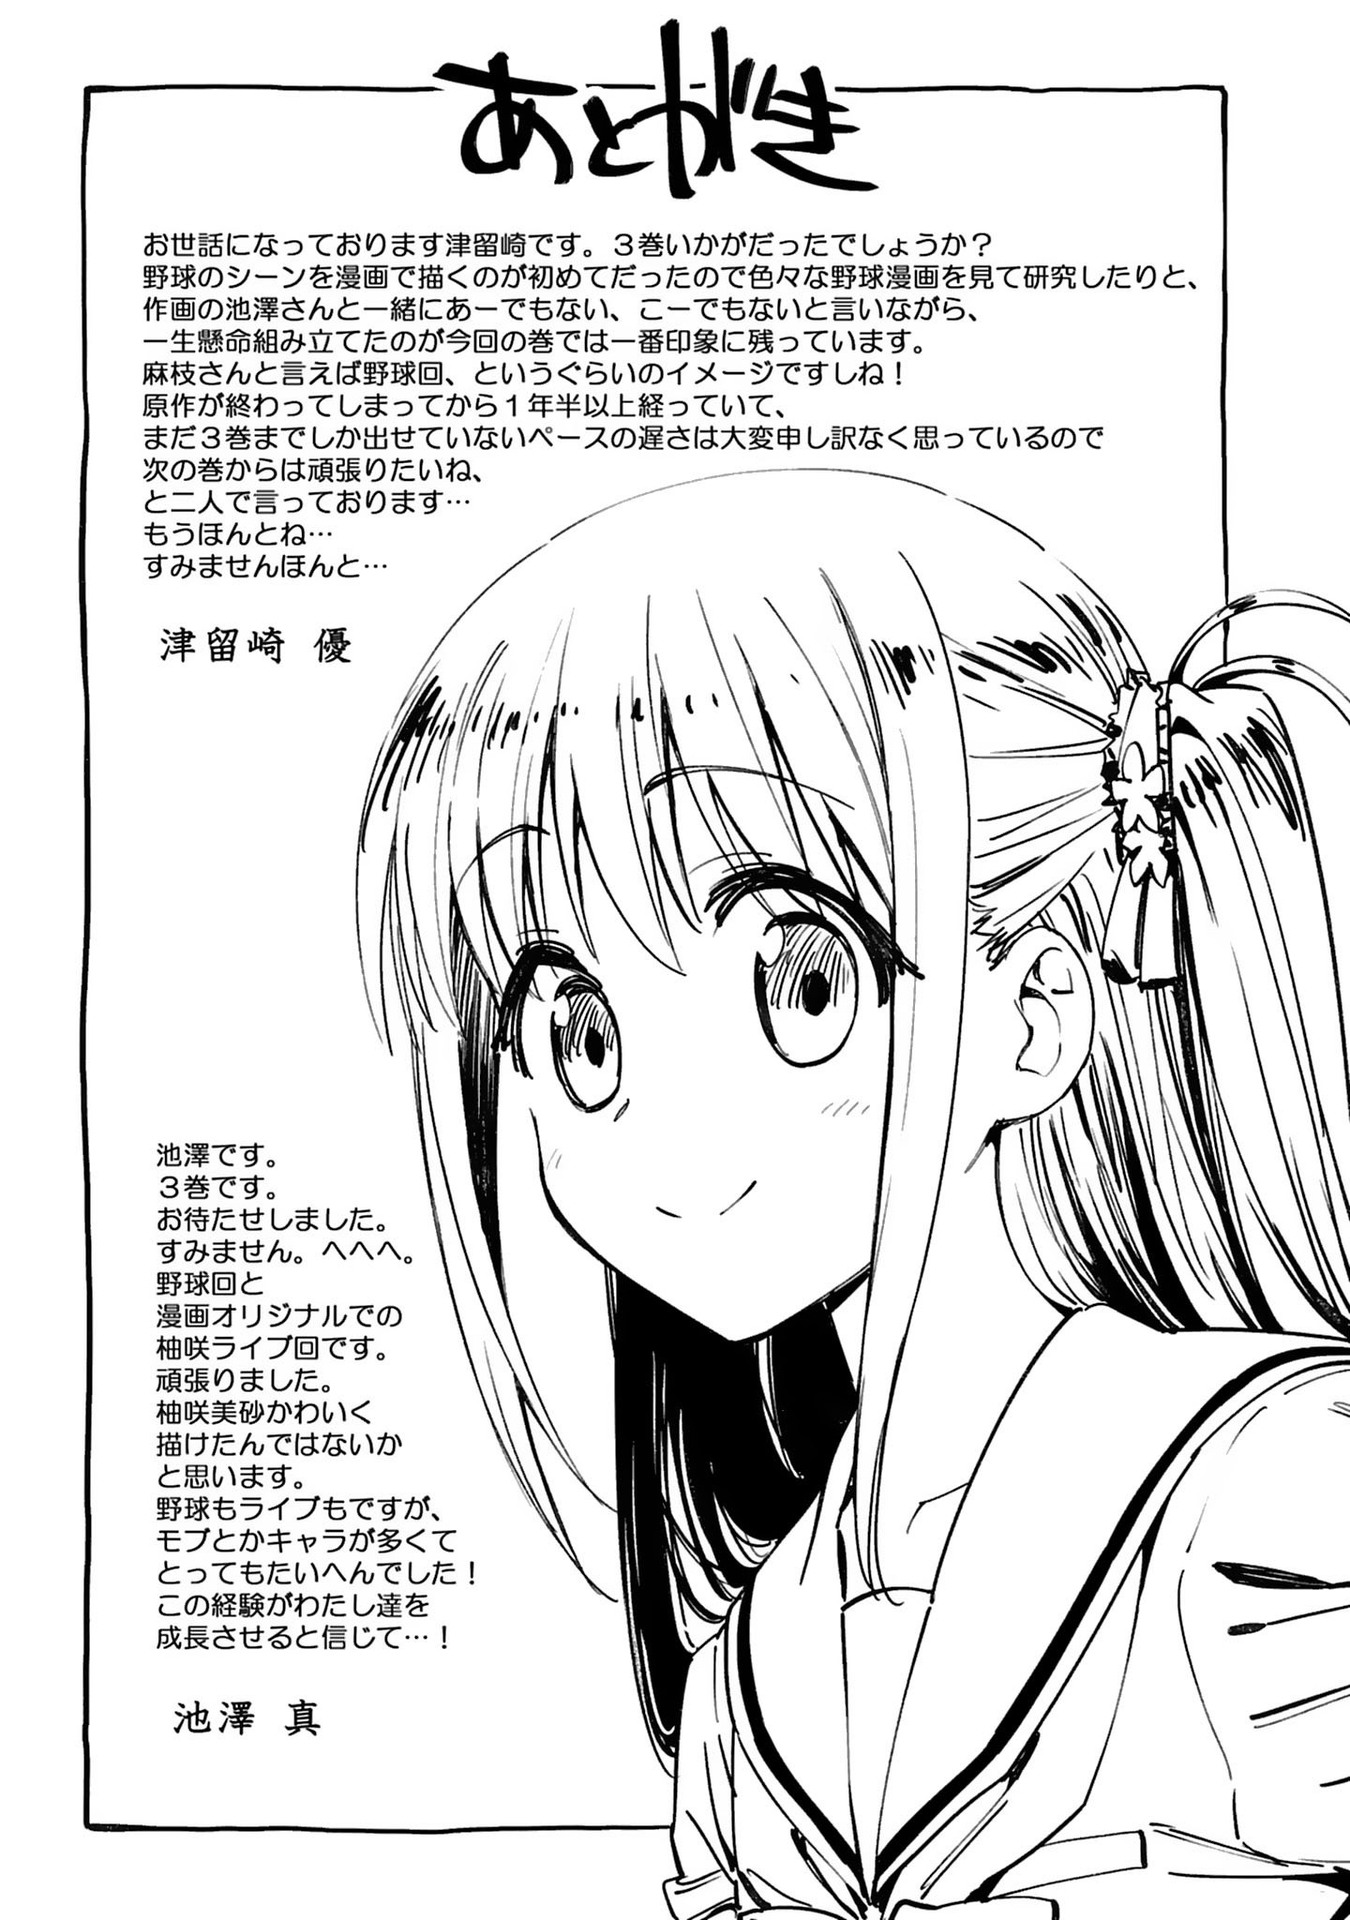 あとがき
お世話になっております津留崎です。３巻いかがだったでしょうか？
野球のシーンを漫画で描くのが初めてだったので色々な野球漫画を見て研究したりと、
作画の池澤さんと一緒にあーでもない、こーでもないと言いながら、
一生懸命組み立てたのが今回の巻では一番印象に残っています。
麻枝さんと言えば野球回、というぐらいのイメージですしね！
原作が終わってしまってから１年半以上経っていて、
まだ３巻までしか出せていないペースの遅さは大変申し訳なく思っているので
次の巻からは頑張りたいね、
と二人で言っております…
もうほんとね…
すみませんほんと…
津留崎 優
池澤です。
３巻です。
お待たせしました。
すみません。へへへ。
野球回と
漫画オリジナルでの
柚咲ライブ回です。
頑張りました。
柚咲美砂かわいく
描けたんではないか
と思います。
野球もライブもですが、
モブとかキャラが多くて
とってもたいへんでした！
この経験がわたし達を
成長させると信じて…！
池澤 真